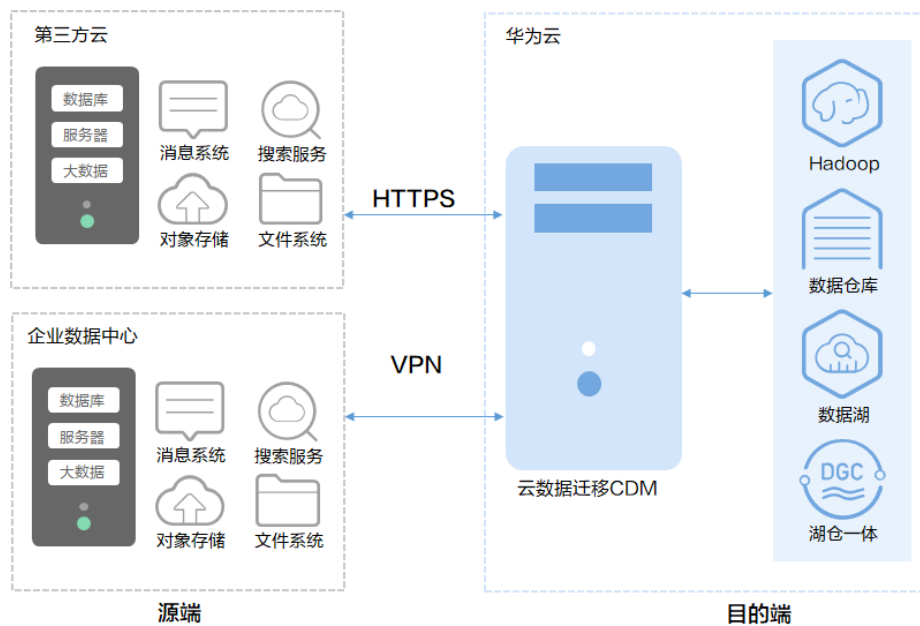 第三方云
数据库
服务器
大数据
消息系统
搜索服务
对象存储
文件系统
企业数据中心
数据库
服务器
大数据
消息系统
搜索服务
对象存储
文件系统
源端
HTTPS
VPN
华为云
云数据迁移CDM
Hadoop
数据仓库
数据湖
DGC
湖仓一体
目的端